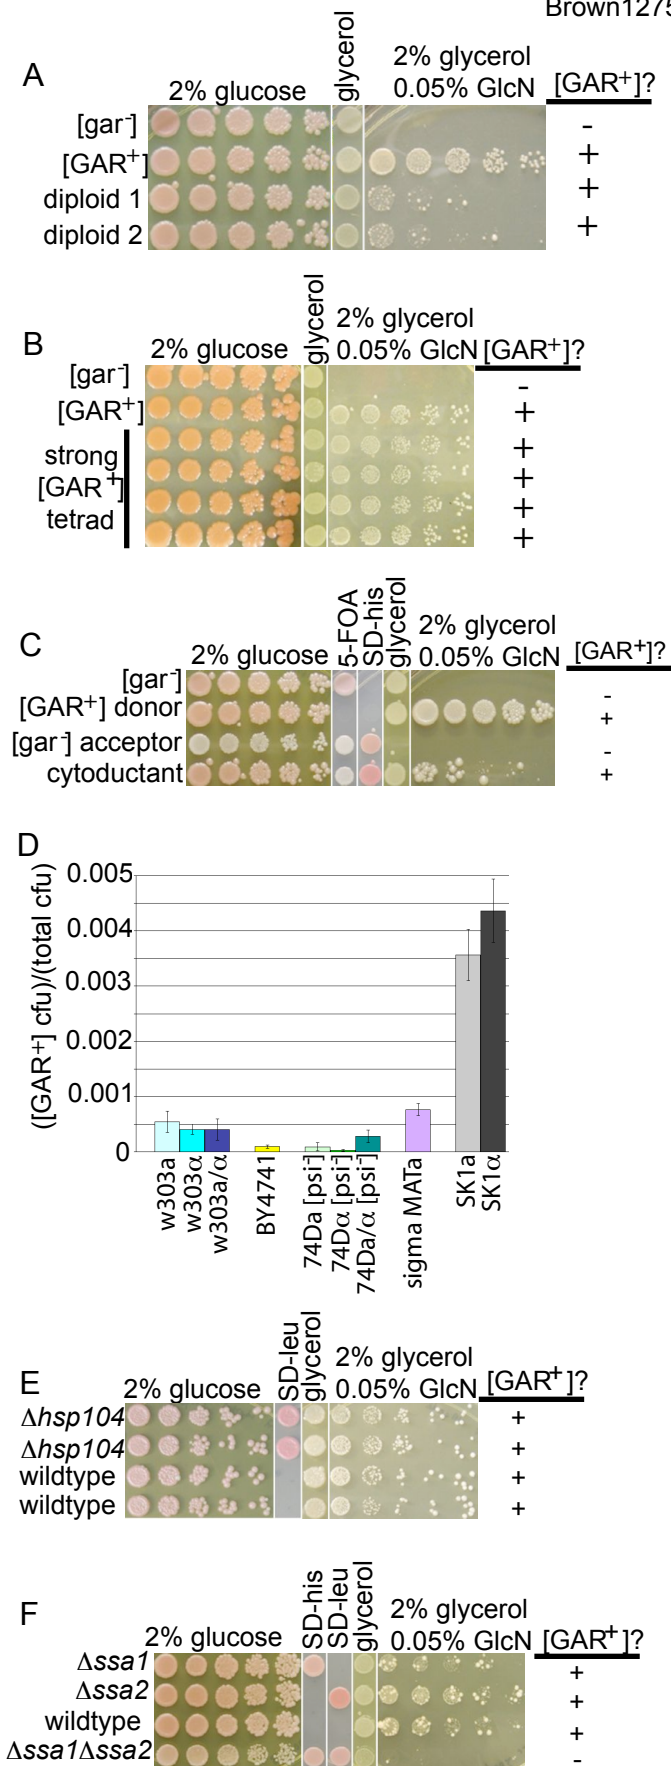 Brown1275
A
2% glucose
glycerol
2% glycerol
0.05% GlcN
[GAR⁺]?
[gar⁻]
-
[GAR⁺]
+
diploid 1
+
diploid 2
+
B
2% glucose
glycerol
2% glycerol
0.05% GlcN
[GAR⁺]?
[gar⁻]
-
[GAR⁺]
+
strong
[GAR⁺]
tetrad
+
+
+
+
C
2% glucose
5-FOA
SD-his
glycerol
2% glycerol
0.05% GlcN
[GAR⁺]?
[gar⁻]
-
[GAR⁺] donor
+
[gar⁻] acceptor
-
cytoductant
+
D
([GAR⁺] cfu)/(total cfu)
0.005
0.004
0.003
0.002
0.001
0
w303a
w303α
w303a/α
BY4741
74Da [psi⁻]
74Dα [psi⁻]
74Da/α [psi⁻]
sigma MATa
SK1a
SK1α
E
2% glucose
SD-leu
glycerol
2% glycerol
0.05% GlcN
[GAR⁺]?
Δhsp104
+
Δhsp104
+
wildtype
+
wildtype
+
F
2% glucose
SD-his
SD-leu
glycerol
2% glycerol
0.05% GlcN
[GAR⁺]?
Δssa1
+
Δssa2
+
wildtype
+
Δssa1Δssa2
-